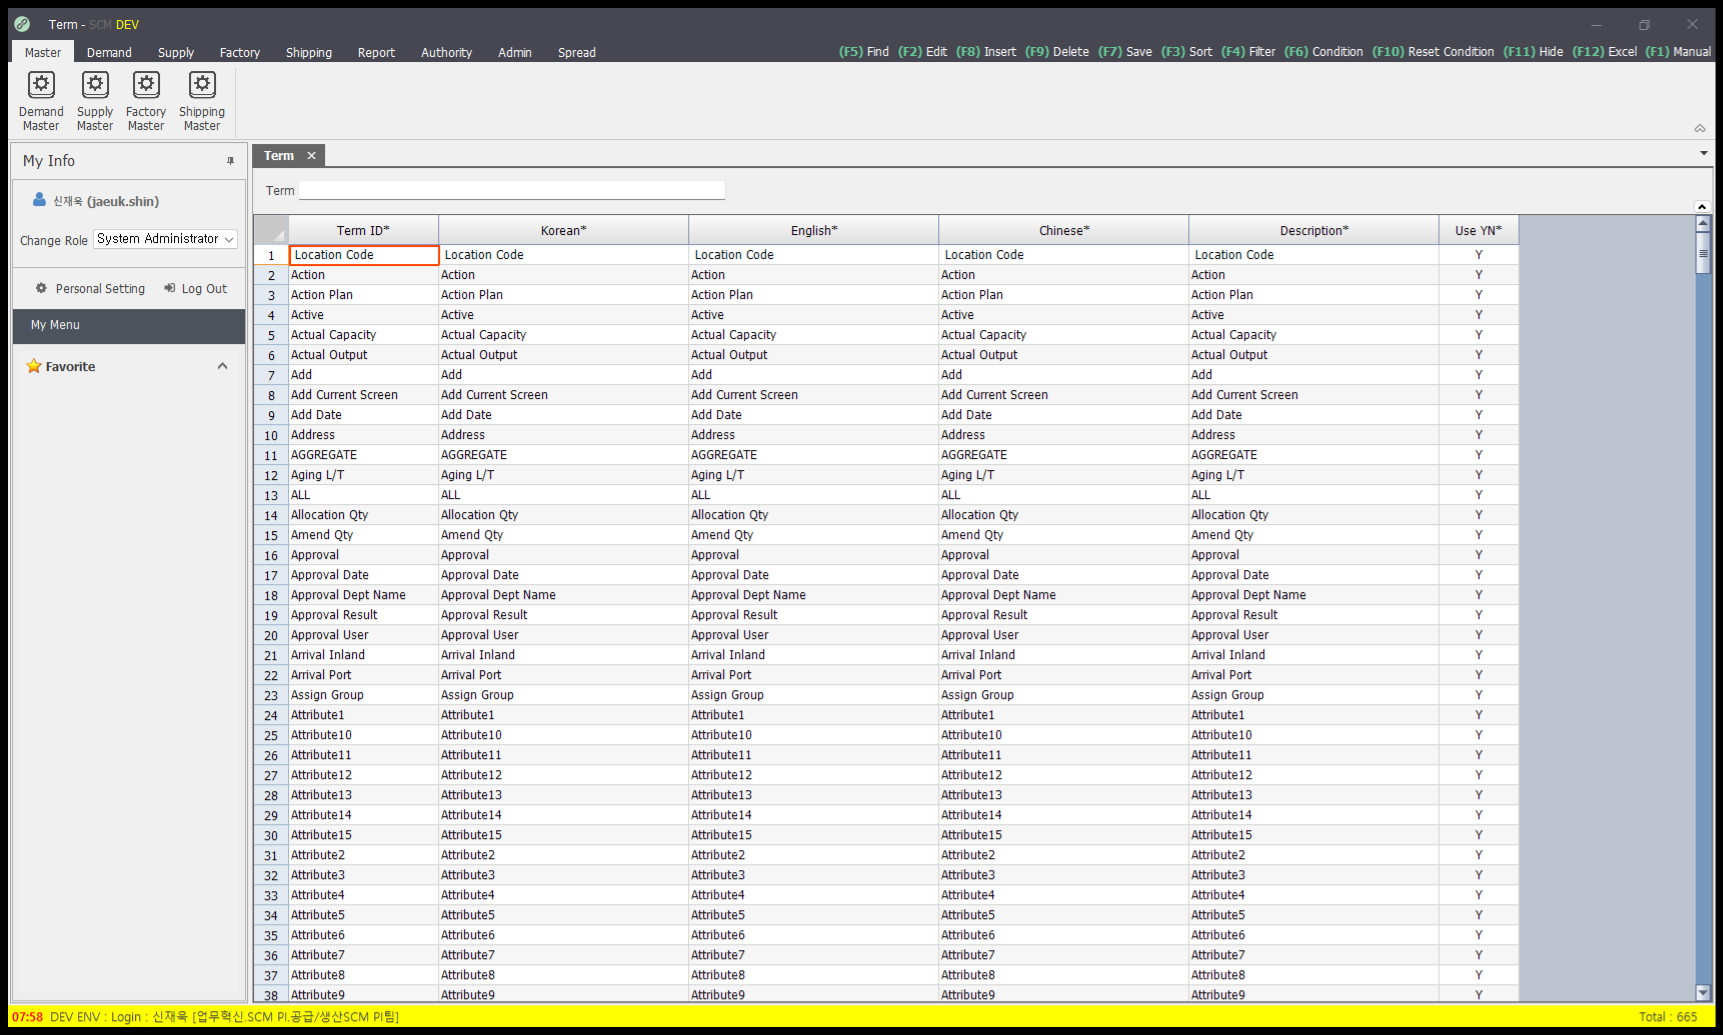 Term - SCM DEV
Master Demand Supply Factory Shipping Report Authority Admin Spread (F5) Find (F2) Edit (F8) Insert (F9) Delete (F7) Save (F3) Sort (F4) Filter (F6) Condition (F10) Reset Condition (F11) Hide (F12) Excel (F1) Manual
Demand Master Supply Master Factory Master Shipping Master
My Info
신재욱 (jaeuk.shin)
Change Role System Administrator
Personal Setting Log Out
My Menu
Favorite
Term
Term
Term ID* Korean* English* Chinese* Description* Use YN*
1 Location Code Location Code Location Code Location Code Location Code Y
2 Action Action Action Action Action Y
3 Action Plan Action Plan Action Plan Action Plan Action Plan Y
4 Active Active Active Active Active Y
5 Actual Capacity Actual Capacity Actual Capacity Actual Capacity Actual Capacity Y
6 Actual Output Actual Output Actual Output Actual Output Actual Output Y
7 Add Add Add Add Add Y
8 Add Current Screen Add Current Screen Add Current Screen Add Current Screen Add Current Screen Y
9 Add Date Add Date Add Date Add Date Add Date Y
10 Address Address Address Address Address Y
11 AGGREGATE AGGREGATE AGGREGATE AGGREGATE AGGREGATE Y
12 Aging L/T Aging L/T Aging L/T Aging L/T Aging L/T Y
13 ALL ALL ALL ALL ALL Y
14 Allocation Qty Allocation Qty Allocation Qty Allocation Qty Allocation Qty Y
15 Amend Qty Amend Qty Amend Qty Amend Qty Amend Qty Y
16 Approval Approval Approval Approval Approval Y
17 Approval Date Approval Date Approval Date Approval Date Approval Date Y
18 Approval Dept Name Approval Dept Name Approval Dept Name Approval Dept Name Approval Dept Name Y
19 Approval Result Approval Result Approval Result Approval Result Approval Result Y
20 Approval User Approval User Approval User Approval User Approval User Y
21 Arrival Inland Arrival Inland Arrival Inland Arrival Inland Arrival Inland Y
22 Arrival Port Arrival Port Arrival Port Arrival Port Arrival Port Y
23 Assign Group Assign Group Assign Group Assign Group Assign Group Y
24 Attribute1 Attribute1 Attribute1 Attribute1 Attribute1 Y
25 Attribute10 Attribute10 Attribute10 Attribute10 Attribute10 Y
26 Attribute11 Attribute11 Attribute11 Attribute11 Attribute11 Y
27 Attribute12 Attribute12 Attribute12 Attribute12 Attribute12 Y
28 Attribute13 Attribute13 Attribute13 Attribute13 Attribute13 Y
29 Attribute14 Attribute14 Attribute14 Attribute14 Attribute14 Y
30 Attribute15 Attribute15 Attribute15 Attribute15 Attribute15 Y
31 Attribute2 Attribute2 Attribute2 Attribute2 Attribute2 Y
32 Attribute3 Attribute3 Attribute3 Attribute3 Attribute3 Y
33 Attribute4 Attribute4 Attribute4 Attribute4 Attribute4 Y
34 Attribute5 Attribute5 Attribute5 Attribute5 Attribute5 Y
35 Attribute6 Attribute6 Attribute6 Attribute6 Attribute6 Y
36 Attribute7 Attribute7 Attribute7 Attribute7 Attribute7 Y
37 Attribute8 Attribute8 Attribute8 Attribute8 Attribute8 Y
38 Attribute9 Attribute9 Attribute9 Attribute9 Attribute9 Y
07:58 DEV ENV : Login : 신재욱 [업무혁신.SCM PI.공급/생산SCM PI팀] Total : 665